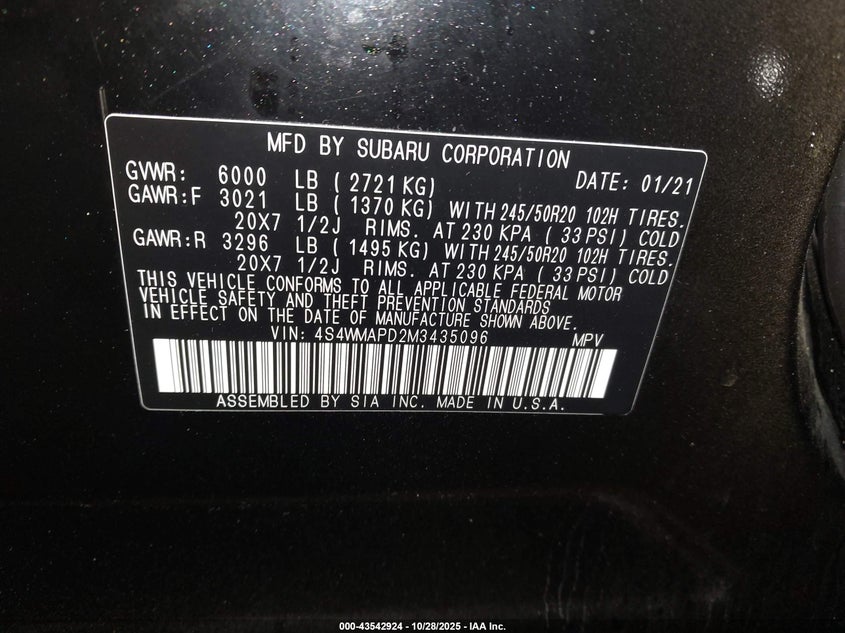 MFD BY SUBARU CORPORATION
GVWR: 6000 LB ( 2721 KG) DATE: 01/21
GAWR:F 3021 LB ( 1370 KG) WITH 245/50R20 102H TIRES.
20X7 1/2J RIMS. AT 230 KPA ( 33 PSI) COLD
GAWR:R 3296 LB ( 1495 KG) WITH 245/50R20 102H TIRES.
20X7 1/2J RIMS. AT 230 KPA ( 33 PSI) COLD
THIS VEHICLE CONFORMS TO ALL APPLICABLE FEDERAL MOTOR
VEHICLE SAFETY AND THEFT PREVENTION STANDARDS
IN EFFECT ON THE DATE OF MANUFACTURE SHOWN ABOVE.
VIN: 4S4WMAPD2M3435096 MPV
ASSEMBLED BY SIA INC. MADE IN U.S.A.
000-43542924 - 10/28/2025 - IAA Inc.